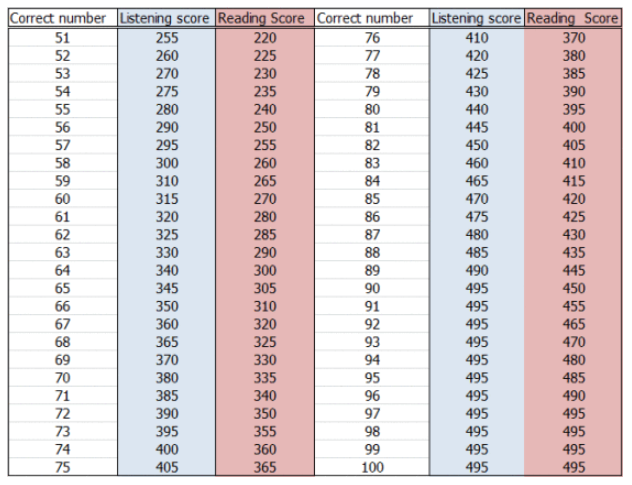 Correct number Listening score Reading Score Correct number Listening score Reading Score
51 255 220 76 410 370
52 260 225 77 420 380
53 270 230 78 425 385
54 275 235 79 430 390
55 280 240 80 440 395
56 290 250 81 445 400
57 295 255 82 450 405
58 300 260 83 460 410
59 310 265 84 465 415
60 315 270 85 470 420
61 320 280 86 475 425
62 325 285 87 480 430
63 330 290 88 485 435
64 340 300 89 490 445
65 345 305 90 495 450
66 350 310 91 495 455
67 360 320 92 495 465
68 365 325 93 495 470
69 370 330 94 495 480
70 380 335 95 495 485
71 385 340 96 495 490
72 390 350 97 495 495
73 395 355 98 495 495
74 400 360 99 495 495
75 405 365 100 495 495